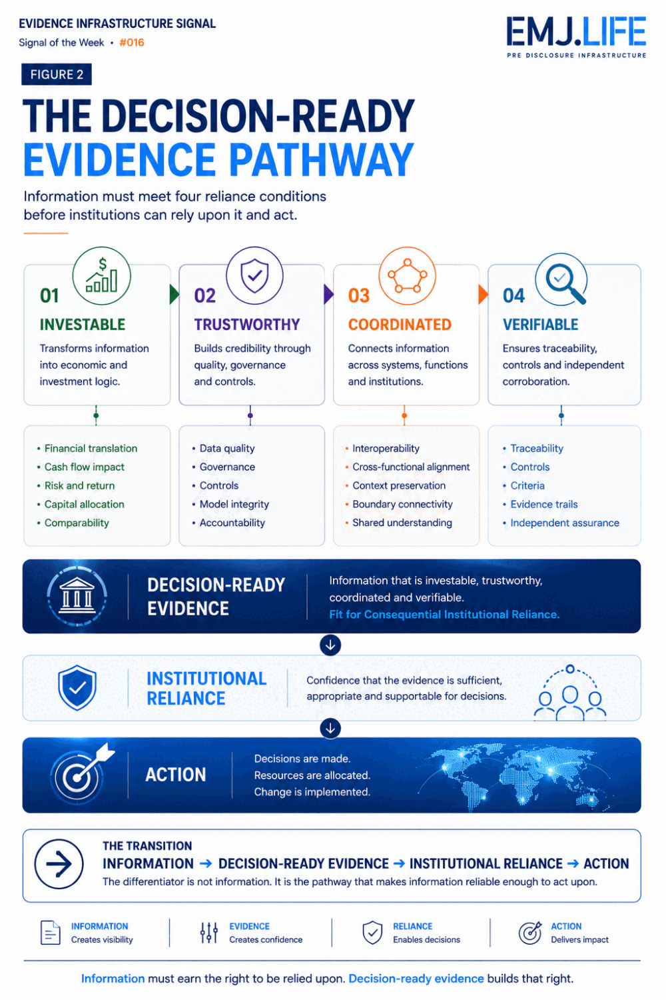 EVIDENCE INFRASTRUCTURE SIGNAL
Signal of the Week • #016
EMJ.LIFE
PRE DISCLOSURE INFRASTRUCTURE
FIGURE 2
THE DECISION-READY
EVIDENCE PATHWAY
Information must meet four reliance conditions
before institutions can rely upon it and act.
01
INVESTABLE
Transforms information
into economic and
investment logic.
• Financial translation
• Cash flow impact
• Risk and return
• Capital allocation
• Comparability
02
TRUSTWORTHY
Builds credibility through
quality, governance
and controls.
• Data quality
• Governance
• Controls
• Model integrity
• Accountability
03
COORDINATED
Connects information
across systems, functions
and institutions.
• Interoperability
• Cross-functional alignment
• Context preservation
• Boundary connectivity
• Shared understanding
04
VERIFIABLE
Ensures traceability,
controls and independent
corroboration.
• Traceability
• Controls
• Criteria
• Evidence trails
• Independent assurance
DECISION-READY
EVIDENCE
Information that is investable, trustworthy,
coordinated and verifiable.
Fit for Consequential Institutional Reliance.
INSTITUTIONAL
RELIANCE
Confidence that the evidence is sufficient,
appropriate and supportable for decisions.
ACTION
Decisions are made.
Resources are allocated.
Change is implemented.
THE TRANSITION
INFORMATION → DECISION-READY EVIDENCE → INSTITUTIONAL RELIANCE → ACTION
The differentiator is not information. It is the pathway that makes information reliable enough to act upon.
INFORMATION
Creates visibility
EVIDENCE
Creates confidence
RELIANCE
Enables decisions
ACTION
Delivers impact
Information must earn the right to be relied upon. Decision-ready evidence builds that right.